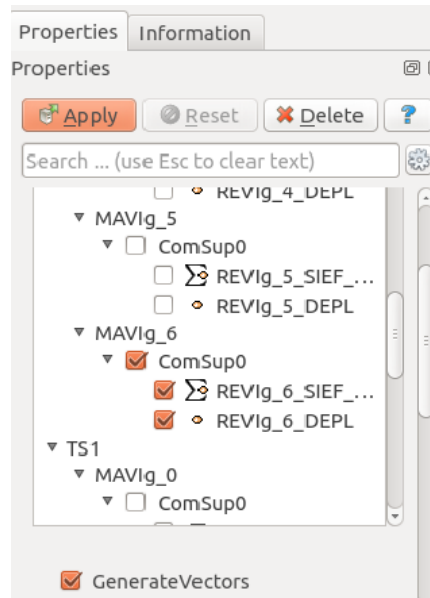 Properties Information
Properties
Apply Reset Delete ?
Search ... (use Esc to clear text)
REVIg_4_DEPL
MAVIg_5
ComSup0
REVIg_5_SIEF_...
REVIg_5_DEPL
MAVIg_6
ComSup0
REVIg_6_SIEF_...
REVIg_6_DEPL
TS1
MAVIg_0
ComSup0
GenerateVectors